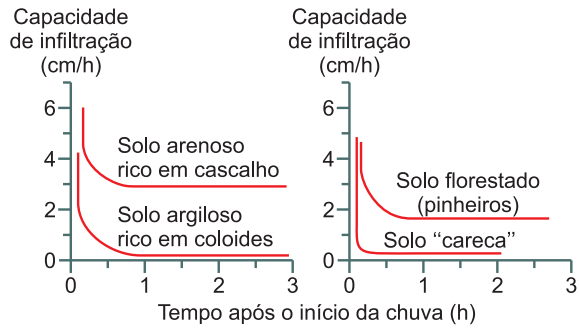 Capacidade
de infiltração
(cm/h)
6
4
2
0
Solo arenoso
rico em cascalho
Solo argiloso
rico em coloides
0
1
2
3
Capacidade
de infiltração
(cm/h)
6
4
2
0
Solo florestado
(pinheiros)
Solo “careca”
0
1
2
3
Tempo após o início da chuva (h)